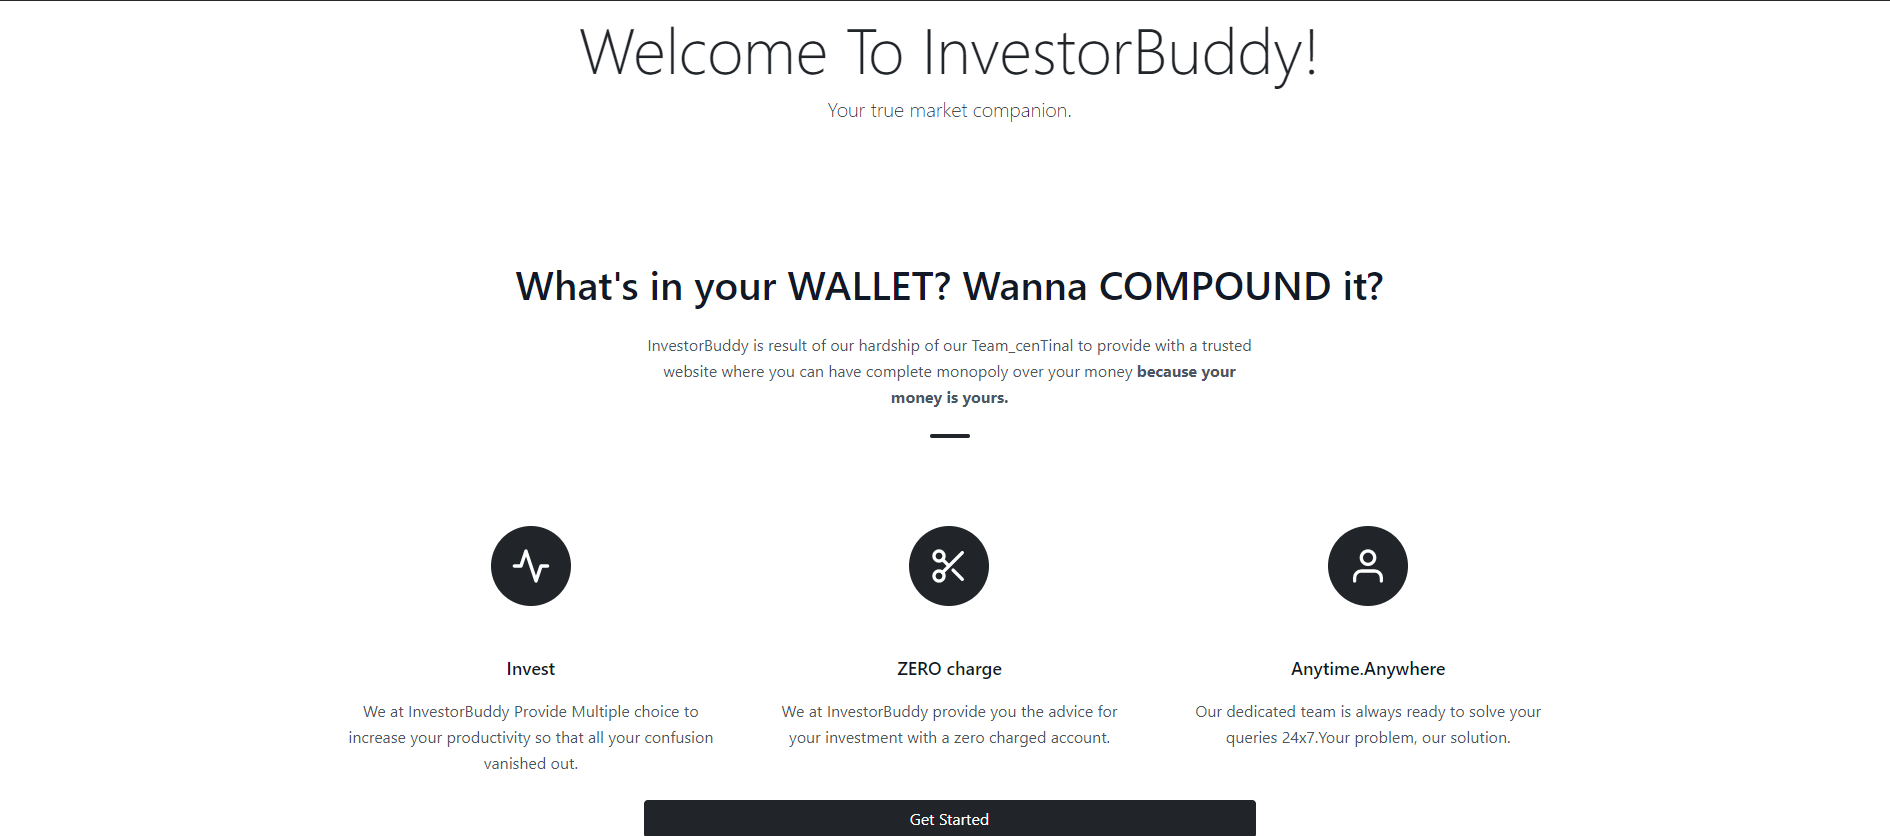 Welcome To InvestorBuddy!
Your true market companion.
What's in your WALLET? Wanna COMPOUND it?
InvestorBuddy is result of our hardship of our Team_cenTinal to provide with a trusted
website where you can have complete monopoly over your money because your
money is yours.
Invest
We at InvestorBuddy Provide Multiple choice to
increase your productivity so that all your confusion
vanished out.
ZERO charge
We at InvestorBuddy provide you the advice for
your investment with a zero charged account.
Anytime.Anywhere
Our dedicated team is always ready to solve your
queries 24x7.Your problem, our solution.
Get Started